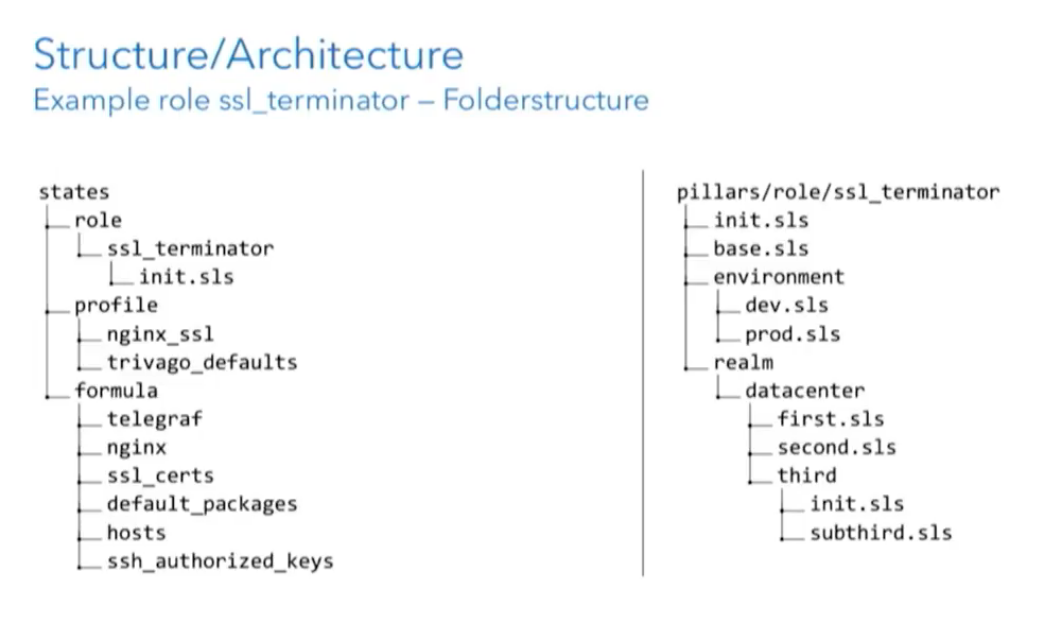 Structure/Architecture
Example role ssl_terminator – Folderstructure
states
role
ssl_terminator
init.sls
profile
nginx_ssl
trivago_defaults
formula
telegraf
nginx
ssl_certs
default_packages
hosts
ssh_authorized_keys
pillars/role/ssl_terminator
init.sls
base.sls
environment
dev.sls
prod.sls
realm
datacenter
first.sls
second.sls
third
init.sls
subthird.sls